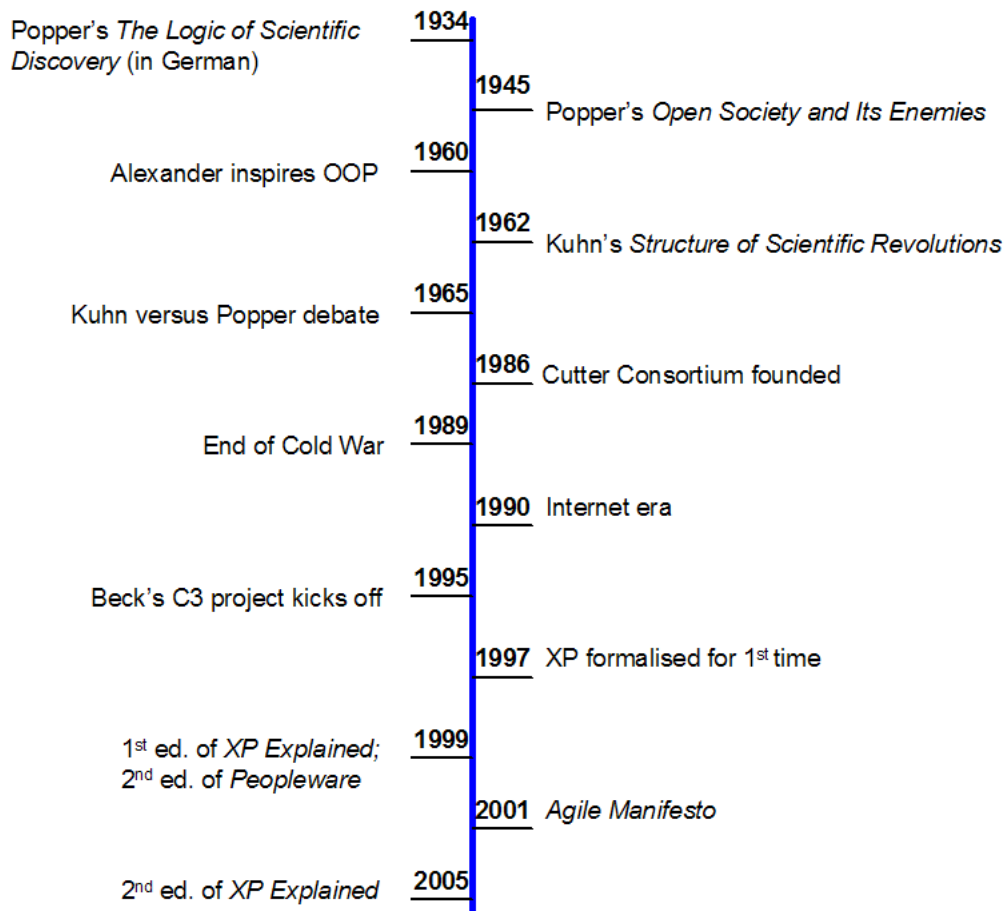 1934
Popper’s The Logic of Scientific
Discovery (in German)
1945
Popper’s Open Society and Its Enemies
1960
Alexander inspires OOP
1962
Kuhn’s Structure of Scientific Revolutions
1965
Kuhn versus Popper debate
1986
Cutter Consortium founded
1989
End of Cold War
1990
Internet era
1995
Beck’s C3 project kicks off
1997
XP formalised for 1st time
1999
1st ed. of XP Explained;
2nd ed. of Peopleware
2001
Agile Manifesto
2005
2nd ed. of XP Explained